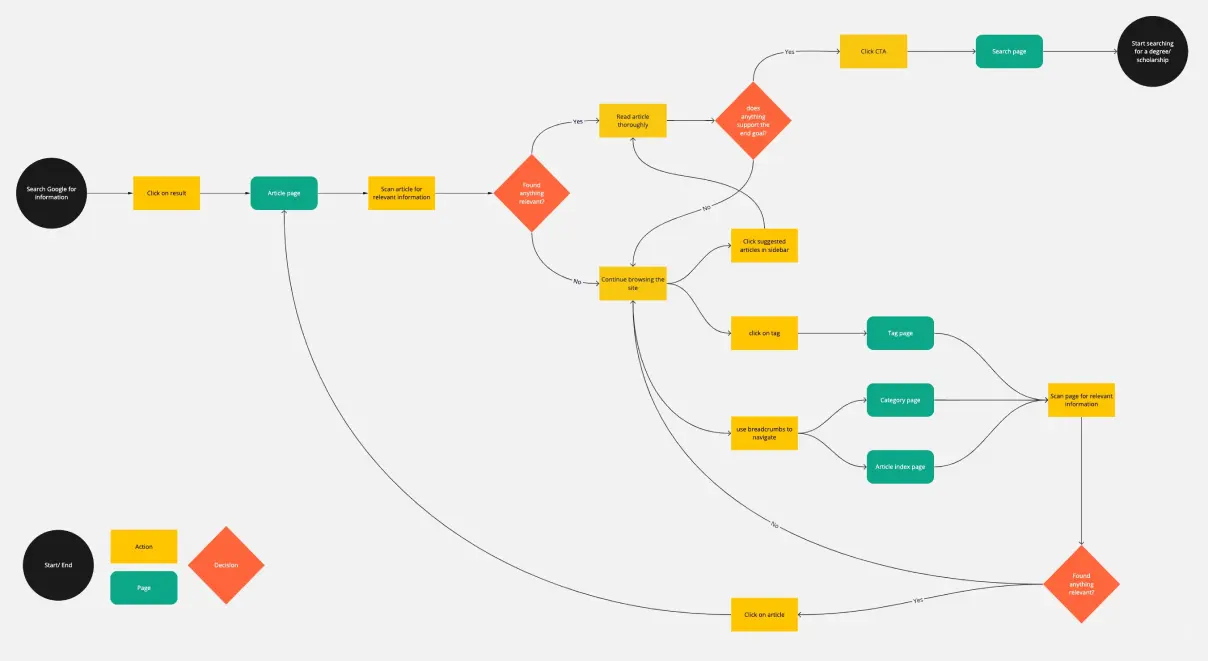 Start searching
for a degree/
scholarship
Yes
Click CTA
Search page
does
anything
support the
end goal?
Yes
Read article
thoroughly
Search Google for
information
Click on result
Article page
Scan article for
relevant information
Found
anything
relevant?
No
Click suggested
articles in sidebar
No
Continue browsing the
site
click on tag
Tag page
Category page
Scan page for relevant
information
use breadcrumbs to
navigate
Article index page
No
Start/ End
Action
Page
Decision
Found
anything
relevant?
Yes
Click on article